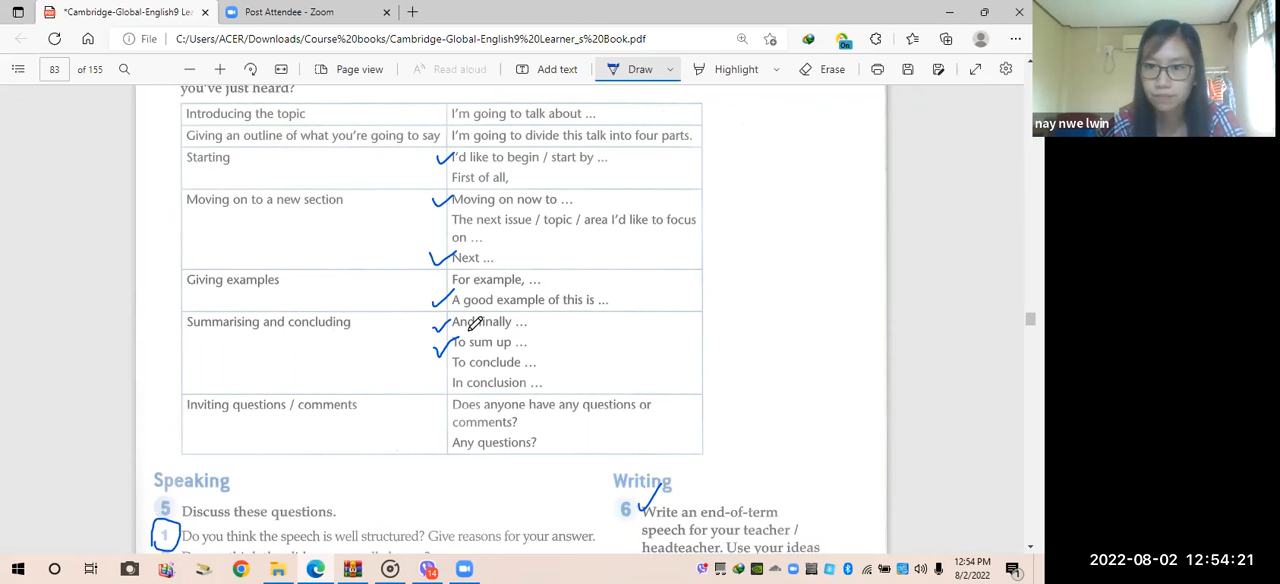 *Cambridge-Global-English9 Lea
Post Attendee - Zoom
File
C:/Users/ACER/Downloads/Course%20books/Cambridge-Global-English9%20Learner_s%20Book.pdf
83 of 155
Page view
Read aloud
Add text
Draw
Highlight
Erase
you've just heard?
Introducing the topic
I'm going to talk about ...
Giving an outline of what you're going to say
I'm going to divide this talk into four parts.
Starting
I'd like to begin / start by ...
First of all,
Moving on to a new section
Moving on now to ...
The next issue / topic / area I'd like to focus
on ...
Next ...
Giving examples
For example, ...
A good example of this is ...
Summarising and concluding
And finally ...
To sum up ...
To conclude ...
In conclusion ...
Inviting questions / comments
Does anyone have any questions or
comments?
Any questions?
Speaking
5 Discuss these questions.
1 Do you think the speech is well structured? Give reasons for your answer.
Writing
6 Write an end-of-term
speech for your teacher /
headteacher. Use your ideas
nay nwe lwin
On
14
12:54 PM
8/2/2022
1
2022-08-02 12:54:21